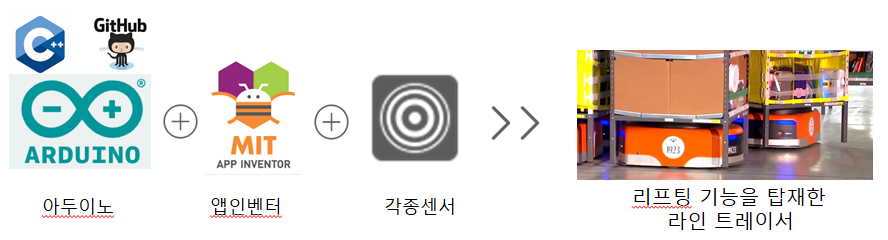 C++
GitHub
ARDUINO
MIT
APP INVENTOR
1923
아두이노
앱인벤터
각종센서
리프팅 기능을 탑재한
라인 트레이서